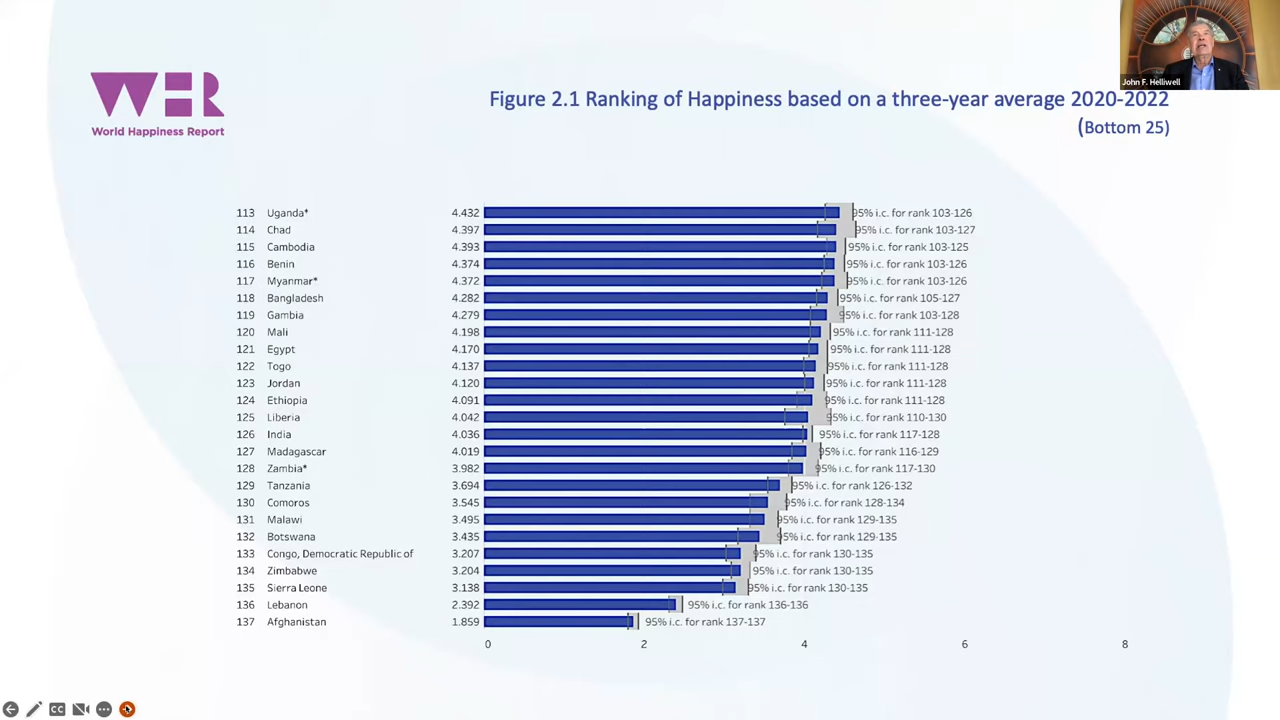 John F. Helliwell
WHR
World Happiness Report
Figure 2.1 Ranking of Happiness based on a three-year average 2020-2022
(Bottom 25)
113 Uganda* 4.432 95% i.c. for rank 103-126
114 Chad 4.397 95% i.c. for rank 103-127
115 Cambodia 4.393 95% i.c. for rank 103-125
116 Benin 4.374 95% i.c. for rank 103-126
117 Myanmar* 4.372 95% i.c. for rank 103-126
118 Bangladesh 4.282 95% i.c. for rank 105-127
119 Gambia 4.279 95% i.c. for rank 103-128
120 Mali 4.198 95% i.c. for rank 111-128
121 Egypt 4.170 95% i.c. for rank 111-128
122 Togo 4.137 95% i.c. for rank 111-128
123 Jordan 4.120 95% i.c. for rank 111-128
124 Ethiopia 4.091 95% i.c. for rank 111-128
125 Liberia 4.042 95% i.c. for rank 110-130
126 India 4.036 95% i.c. for rank 117-128
127 Madagascar 4.019 95% i.c. for rank 116-129
128 Zambia* 3.982 95% i.c. for rank 117-130
129 Tanzania 3.694 95% i.c. for rank 126-132
130 Comoros 3.545 95% i.c. for rank 128-134
131 Malawi 3.495 95% i.c. for rank 129-135
132 Botswana 3.435 95% i.c. for rank 129-135
133 Congo, Democratic Republic of 3.207 95% i.c. for rank 130-135
134 Zimbabwe 3.204 95% i.c. for rank 130-135
135 Sierra Leone 3.138 95% i.c. for rank 130-135
136 Lebanon 2.392 95% i.c. for rank 136-136
137 Afghanistan 1.859 95% i.c. for rank 137-137
0 2 4 6 8
CC